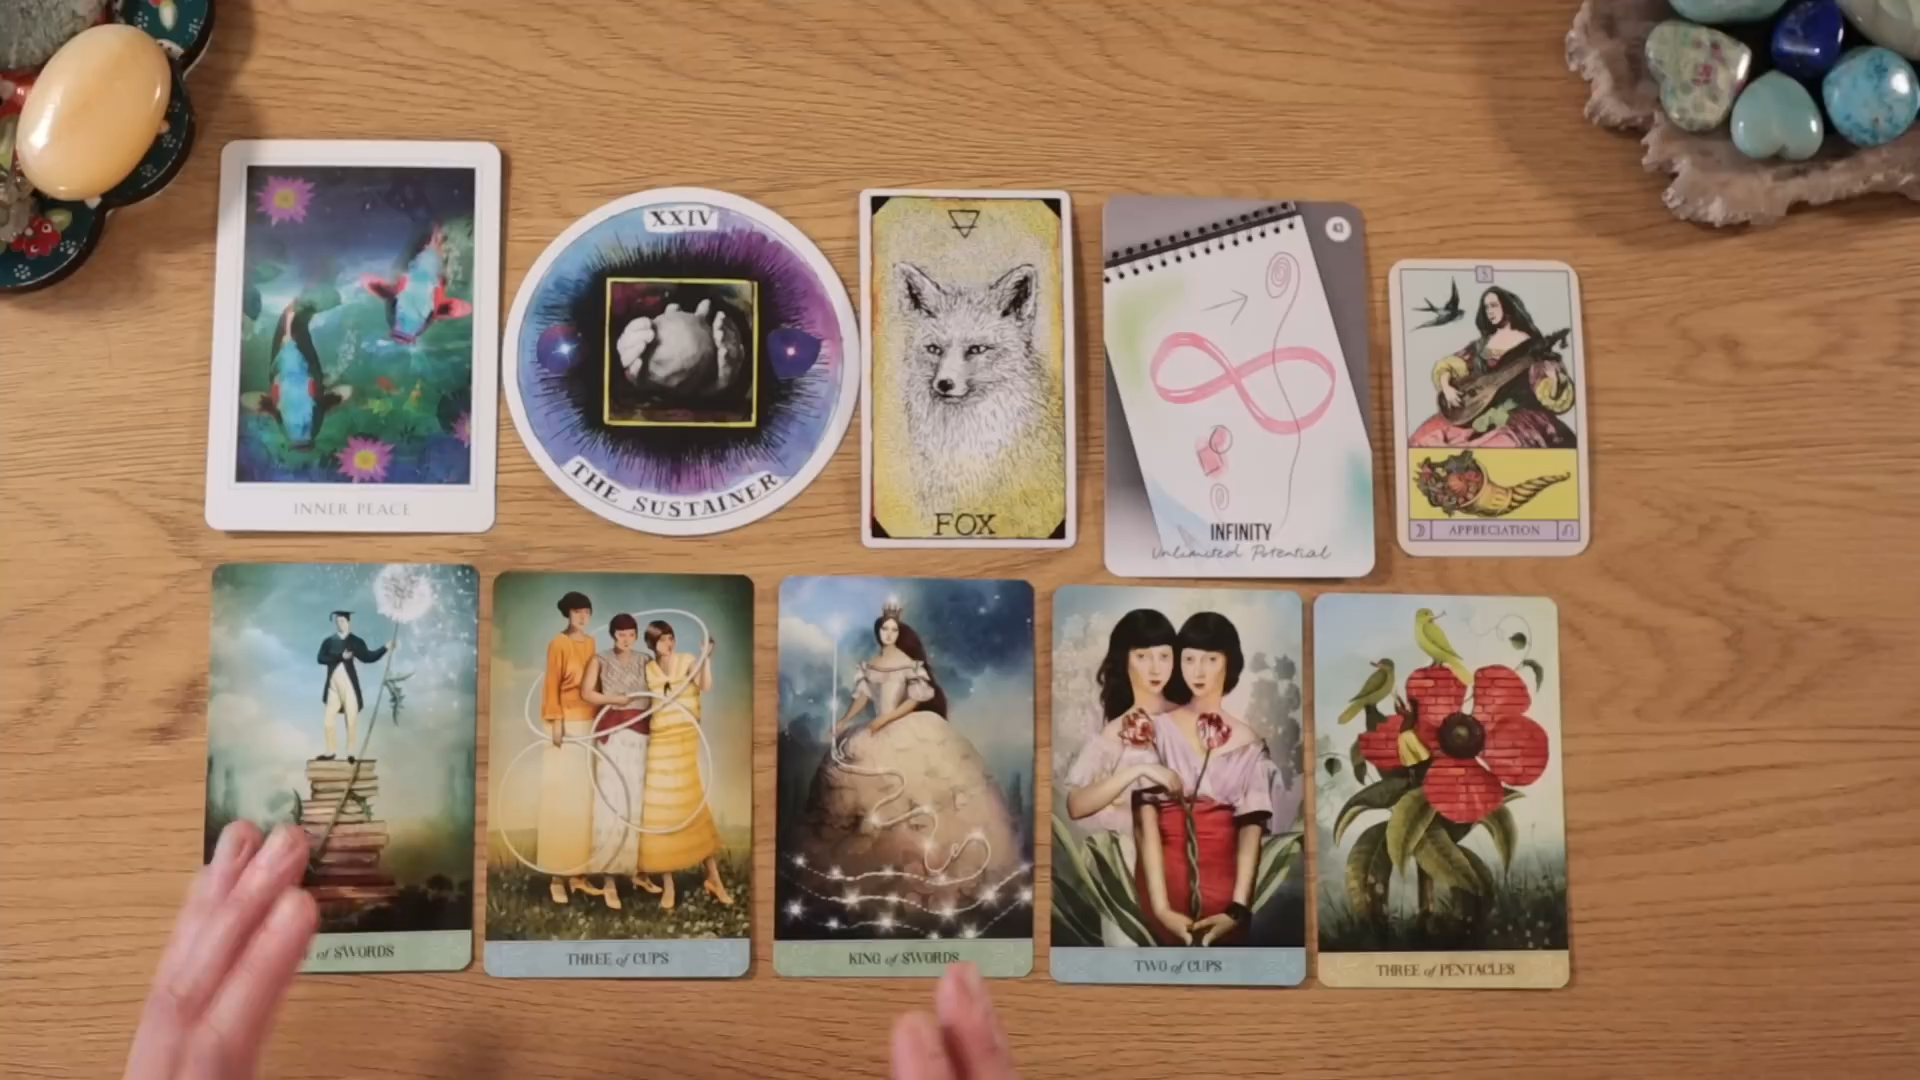 INNER PEACE
XXIV
THE SUSTAINER
FOX
43
INFINITY
Unlimited Potential
5
APPRECIATION
of SWORDS
THREE of CUPS
KING of SWORDS
TWO of CUPS
THREE of PENTACLES